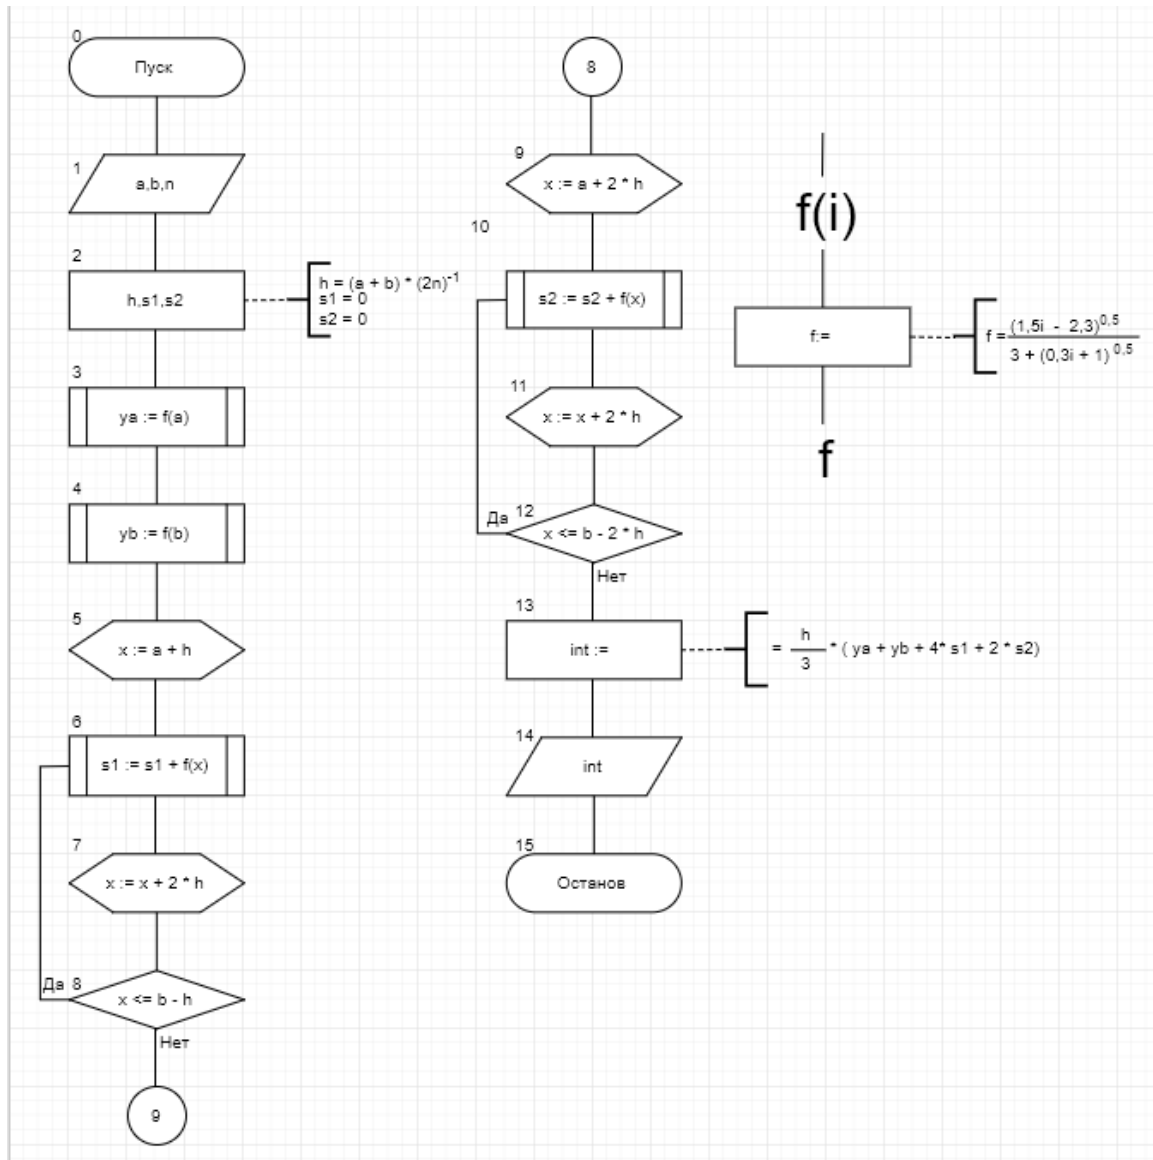 0
Пуск
1
a,b,n
2
h,s1,s2
h = (a + b) * (2n)⁻¹
s1 = 0
s2 = 0
3
ya := f(a)
4
yb := f(b)
5
x := a + h
6
s1 := s1 + f(x)
7
x := x + 2 * h
Да 8
x <= b - h
Нет
9
8
9
x := a + 2 * h
10
s2 := s2 + f(x)
11
x := x + 2 * h
Да 12
x <= b - 2 * h
Нет
13
int :=
= h
3
* ( ya + yb + 4* s1 + 2 * s2)
14
int
15
Останов
f(i)
f:=
f = (1,5i - 2,3)^0,5
3 + (0,3i + 1)^0,5
f